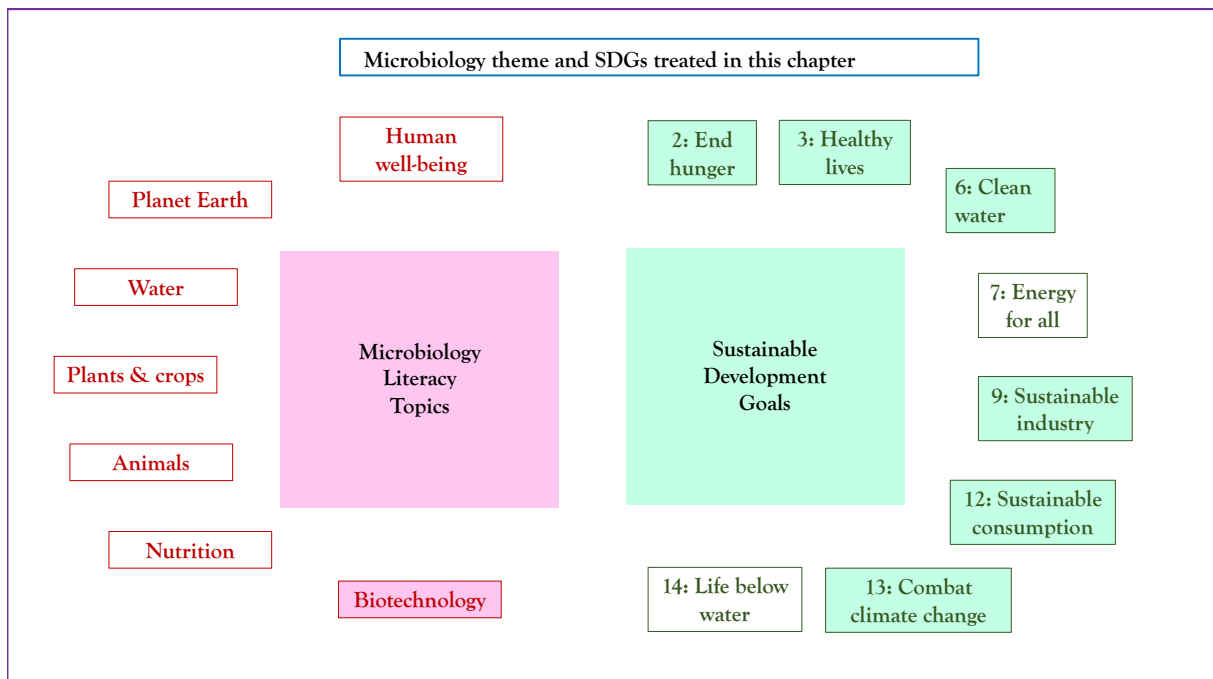 Microbiology theme and SDGs treated in this chapter
Human
well-being
Planet Earth
Water
Plants & crops
Animals
Nutrition
Biotechnology
Microbiology
Literacy
Topics
Sustainable
Development
Goals
2: End
hunger
3: Healthy
lives
6: Clean
water
7: Energy
for all
9: Sustainable
industry
12: Sustainable
consumption
13: Combat
climate change
14: Life below
water